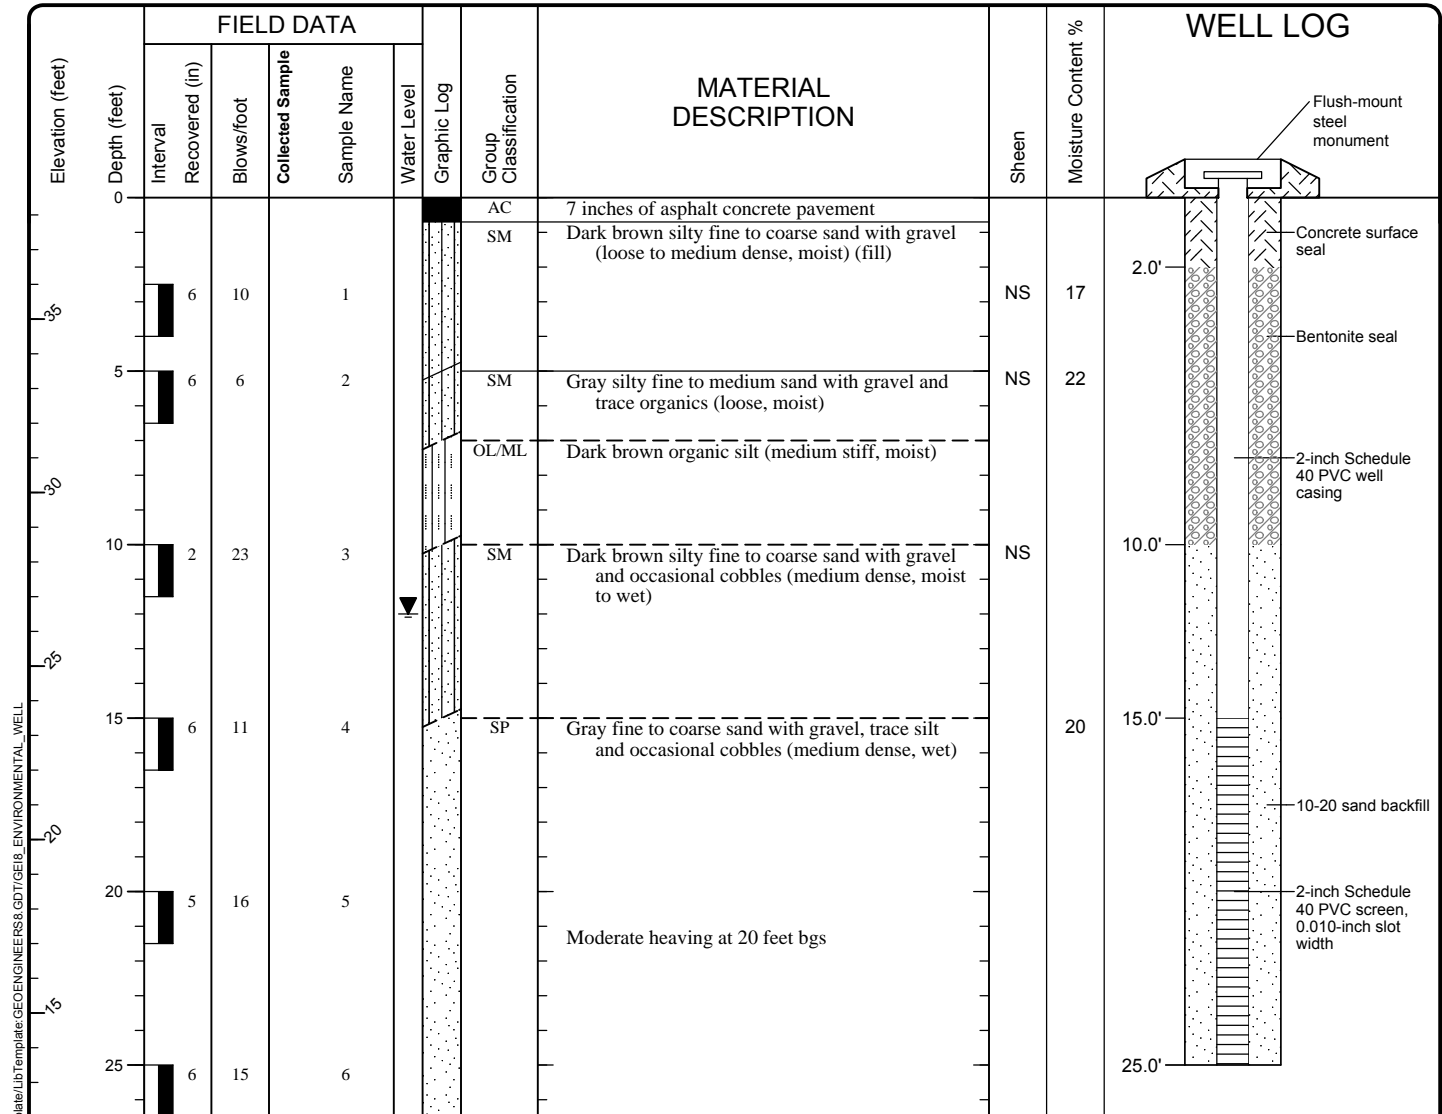 FIELD DATA
WELL LOG
Elevation (feet)
Depth (feet)
Interval
Recovered (in)
Blows/foot
Collected Sample
Sample Name
Water Level
Graphic Log
Group
Classification
MATERIAL
DESCRIPTION
Sheen
Moisture Content %
Flush-mount
steel
monument
0
AC
7 inches of asphalt concrete pavement
SM
Dark brown silty fine to coarse sand with gravel
(loose to medium dense, moist) (fill)
Concrete surface
seal
2.0'
6
10
1
NS
17
35
Bentonite seal
5
6
6
2
SM
Gray silty fine to medium sand with gravel and
trace organics (loose, moist)
NS
22
OL/ML
Dark brown organic silt (medium stiff, moist)
2-inch Schedule
40 PVC well
casing
30
10
2
23
3
SM
Dark brown silty fine to coarse sand with gravel
and occasional cobbles (medium dense, moist
to wet)
NS
10.0'
25
15
6
11
4
SP
Gray fine to coarse sand with gravel, trace silt
and occasional cobbles (medium dense, wet)
20
15.0'
10-20 sand backfill
20
20
5
16
5
Moderate heaving at 20 feet bgs
2-inch Schedule
40 PVC screen,
0.010-inch slot
width
15
25
6
15
6
25.0'
plate/LibTemplate:GEOENGINEERS8.GDT/GEI8_ENVIRONMENTAL_WELL